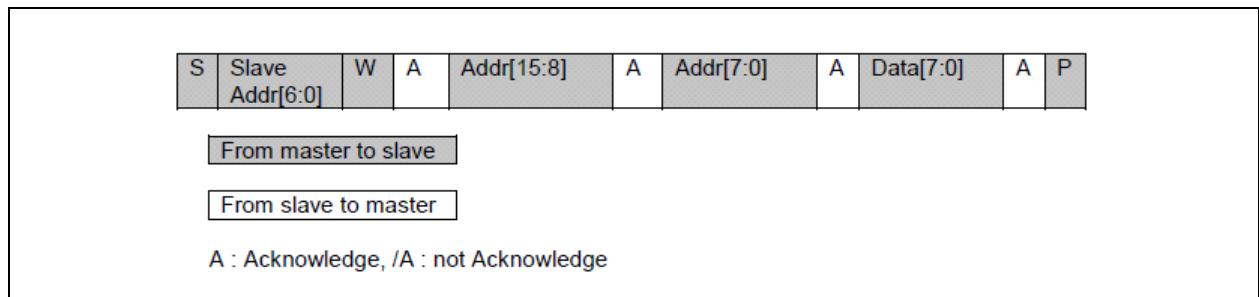 S Slave W A Addr[15:8] A Addr[7:0] A Data[7:0] A P
Addr[6:0]
From master to slave
From slave to master
A : Acknowledge, /A : not Acknowledge